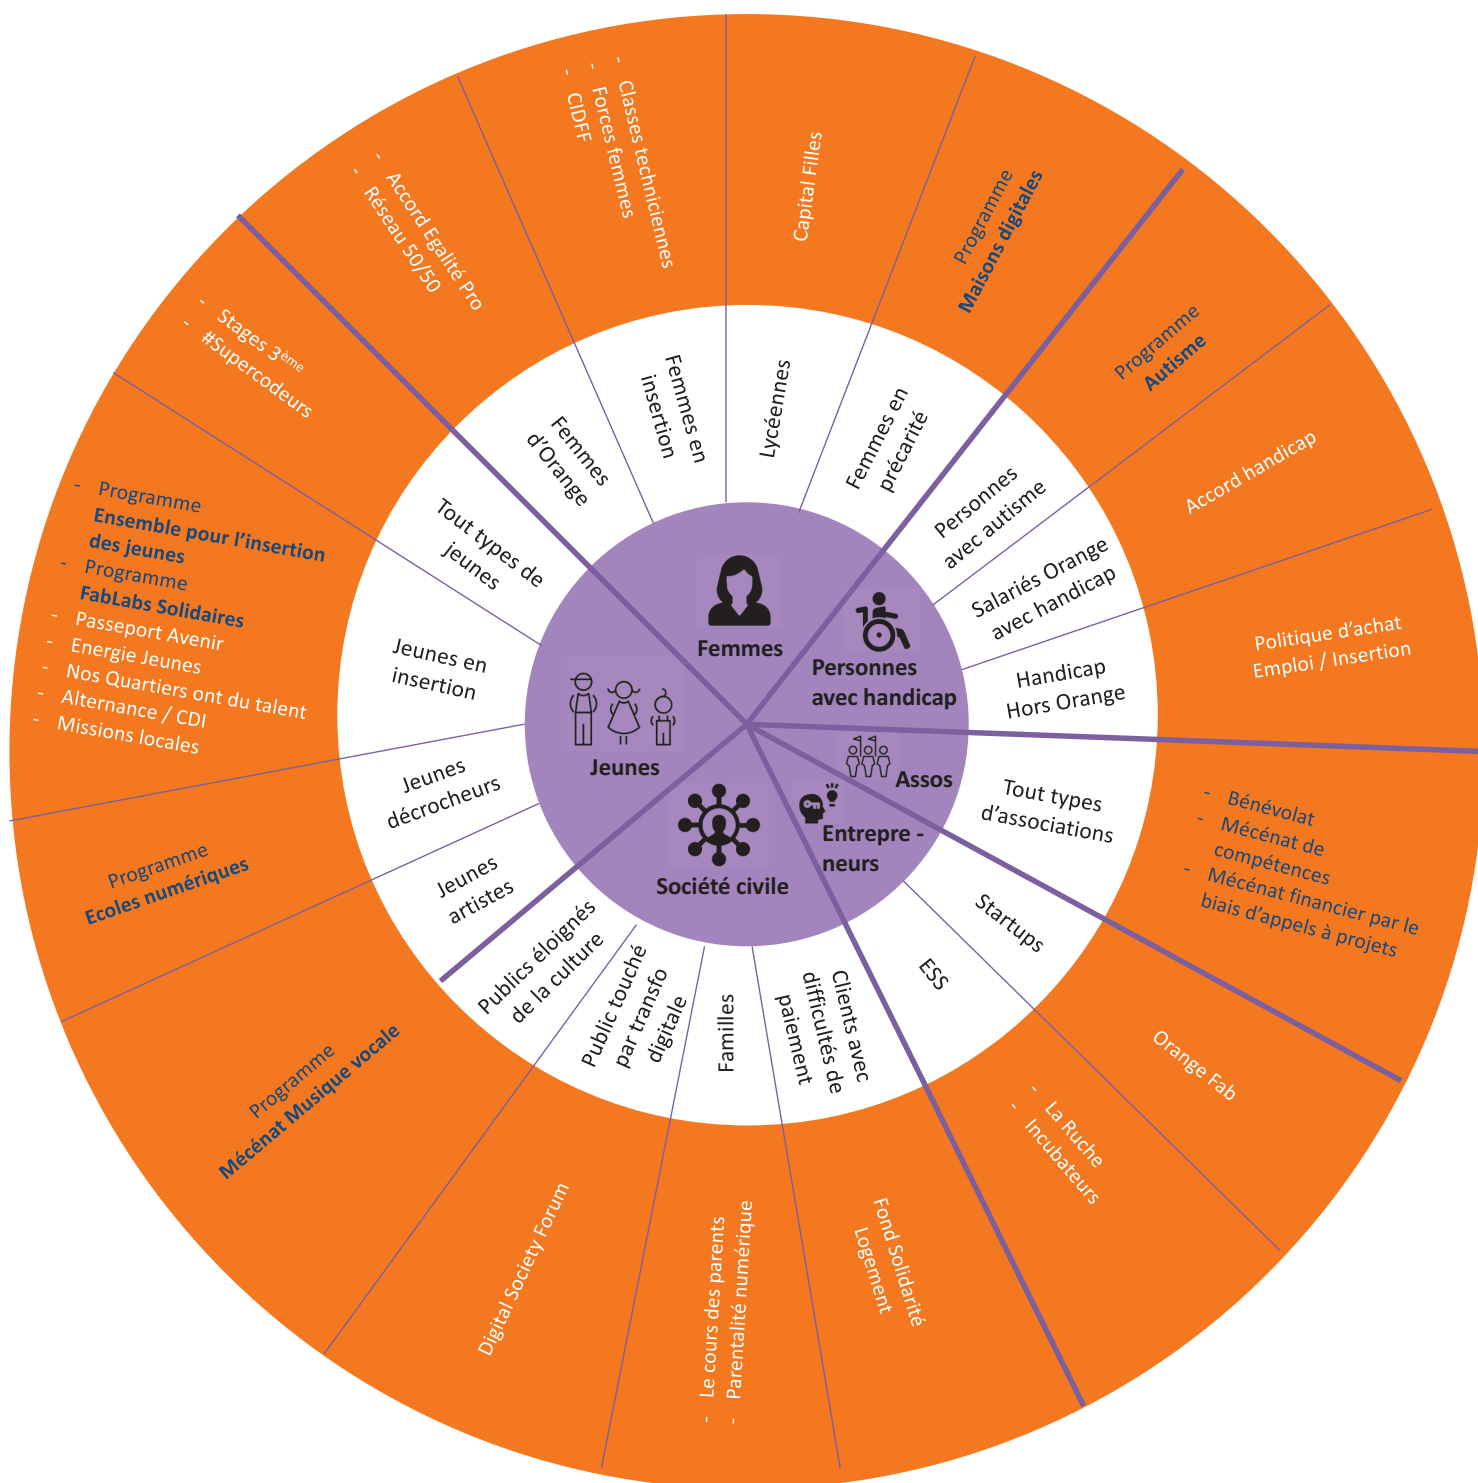 Femmes
Personnes
avec handicap
Assos
Entrepre -
neurs
Société civile
Jeunes
Femmes
d’Orange
Femmes en
insertion
Lycéennes
Femmes en
précarité
Personnes
avec autisme
Salariés Orange
avec handicap
Handicap
Hors Orange
Tout types
d’associations
Startups
ESS
Clients avec
difficultés de
paiement
Familles
Public touché
par transfo
digitale
Publics éloignés
de la culture
Jeunes
artistes
Jeunes
décrocheurs
Jeunes en
insertion
Tout types de
jeunes
- Accord Egalité Pro
- Réseau 50/50
- Classes techniciennes
- Forces femmes
- CIDFF
Capital Filles
Programme
Maisons digitales
Programme
Autisme
Accord handicap
Politique d’achat
Emploi / Insertion
- Bénévolat
- Mécénat de
compétences
- Mécénat financier par le
biais d’appels à projets
Orange Fab
- La Ruche
- Incubateurs
Fond Solidarité
Logement
- Le cours des parents
- Parentalité numérique
Digital Society Forum
Programme
Mécénat Musique vocale
Programme
Ecoles numériques
- Programme
Ensemble pour l’insertion
des jeunes
- Programme
FabLabs Solidaires
- Passeport Avenir
- Energie Jeunes
- Nos Quartiers ont du talent
- Alternance / CDI
- Missions locales
- Stages 3ème
- #Supercodeurs